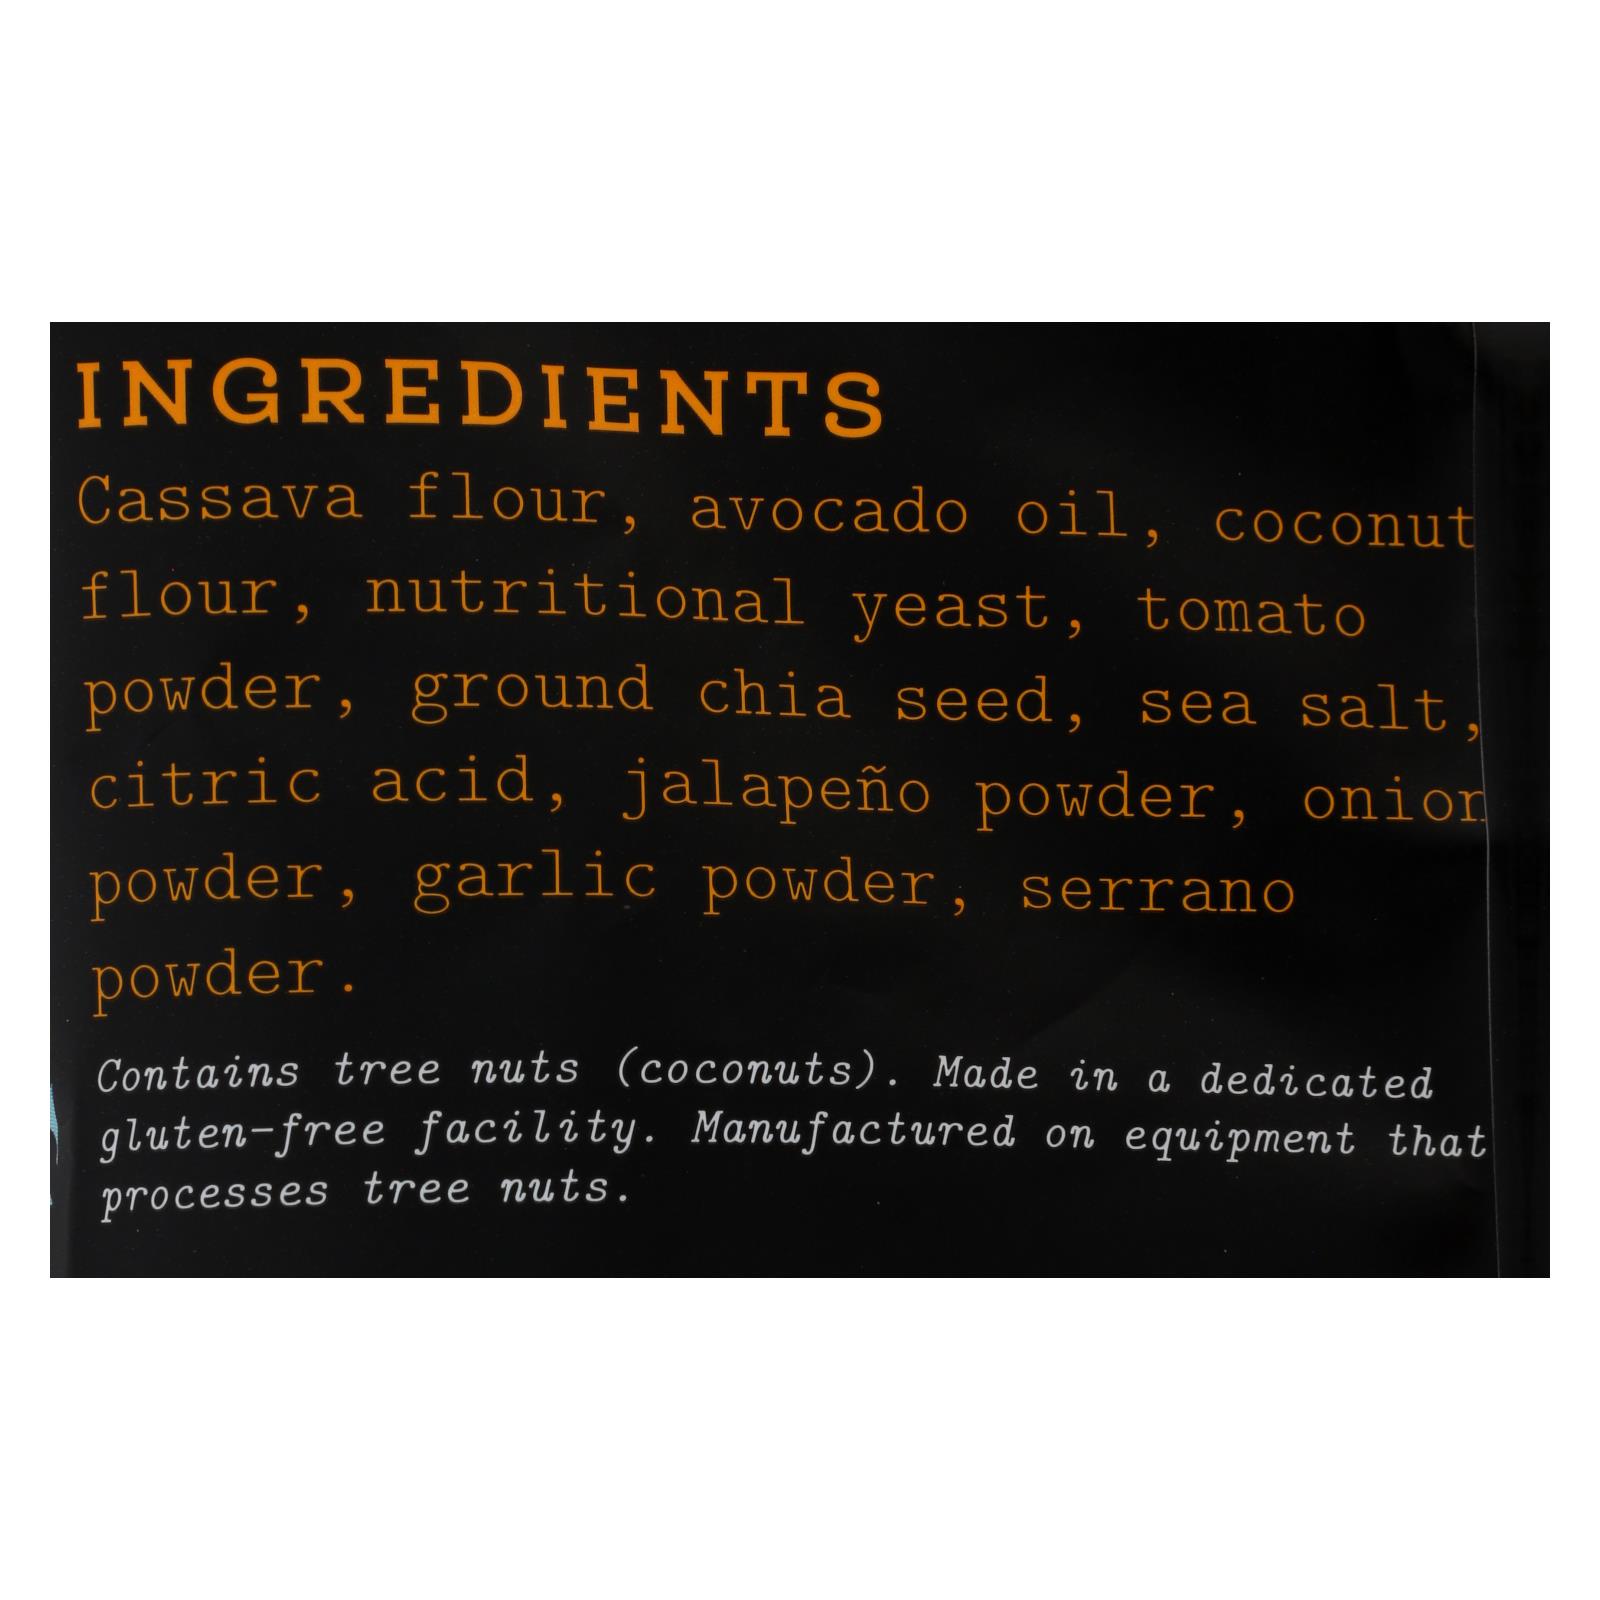 INGREDIENTS
Cassava flour, avocado oil, coconut
flour, nutritional yeast, tomato
powder, ground chia seed, sea salt,
citric acid, jalapeño powder, onion
powder, garlic powder, serrano
powder.
Contains tree nuts (coconuts). Made in a dedicated
gluten-free facility. Manufactured on equipment that
processes tree nuts.